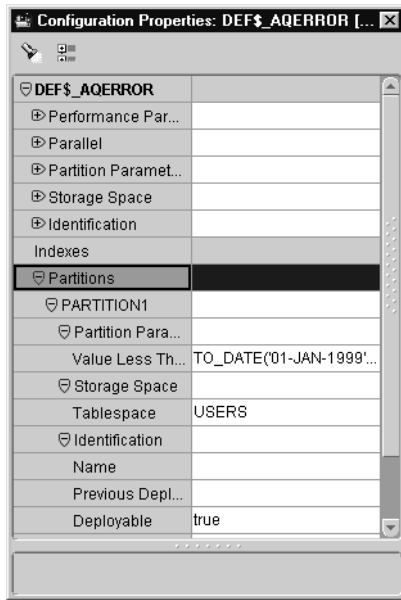 Configuration Properties: DEF$_AQERROR [...
DEF$_AQERROR
Performance Par...
Parallel
Partition Paramet...
Storage Space
Identification
Indexes
Partitions
PARTITION1
Partition Para...
Value Less Th... TO_DATE('01-JAN-1999'...
Storage Space
Tablespace USERS
Identification
Name
Previous Depl...
Deployable true